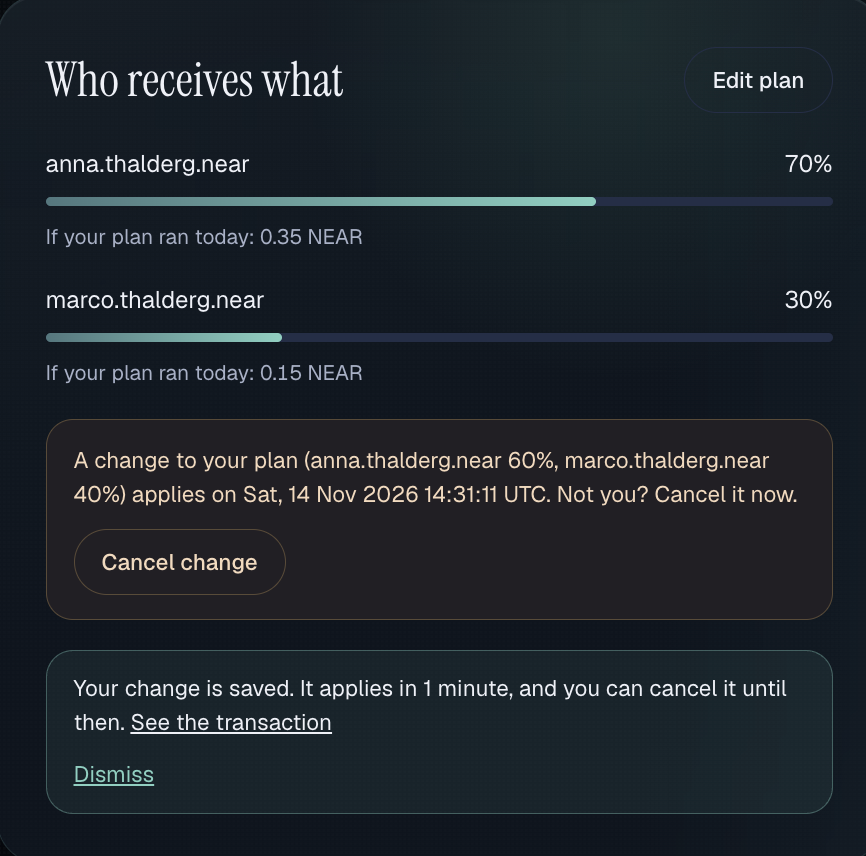 Who receives what
Edit plan
anna.thalderg.near
70%
If your plan ran today: 0.35 NEAR
marco.thalderg.near
30%
If your plan ran today: 0.15 NEAR
A change to your plan (anna.thalderg.near 60%, marco.thalderg.near
40%) applies on Sat, 14 Nov 2026 14:31:11 UTC. Not you? Cancel it now.
Cancel change
Your change is saved. It applies in 1 minute, and you can cancel it until
then. See the transaction
Dismiss